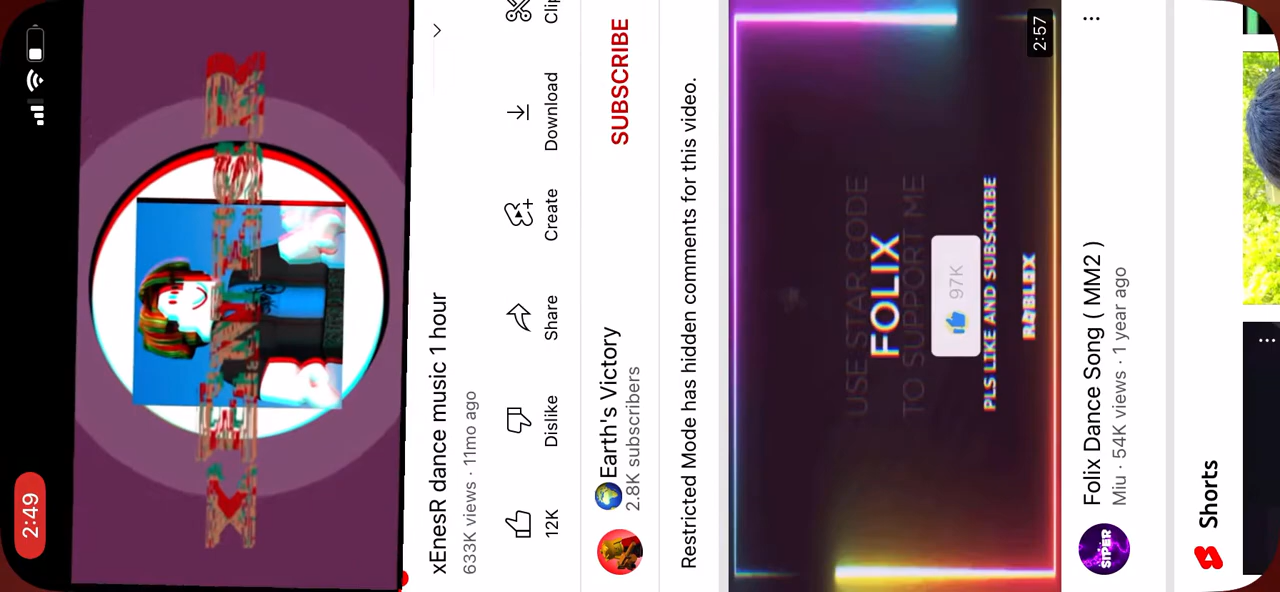 2:49
xEnesR dance music 1 hour
633K views · 11mo ago
12K
Dislike
Share
Create
Download
Clip
Earth's Victory
2.8K subscribers
SUBSCRIBE
Restricted Mode has hidden comments for this video.
USE STAR CODE
FOLIX
TO SUPPORT ME
97K
PLS LIKE AND SUBSCRIBE
ROBLOX
2:57
SIPER
Folix Dance Song ( MM2 )
Miu · 54K views · 1 year ago
Shorts